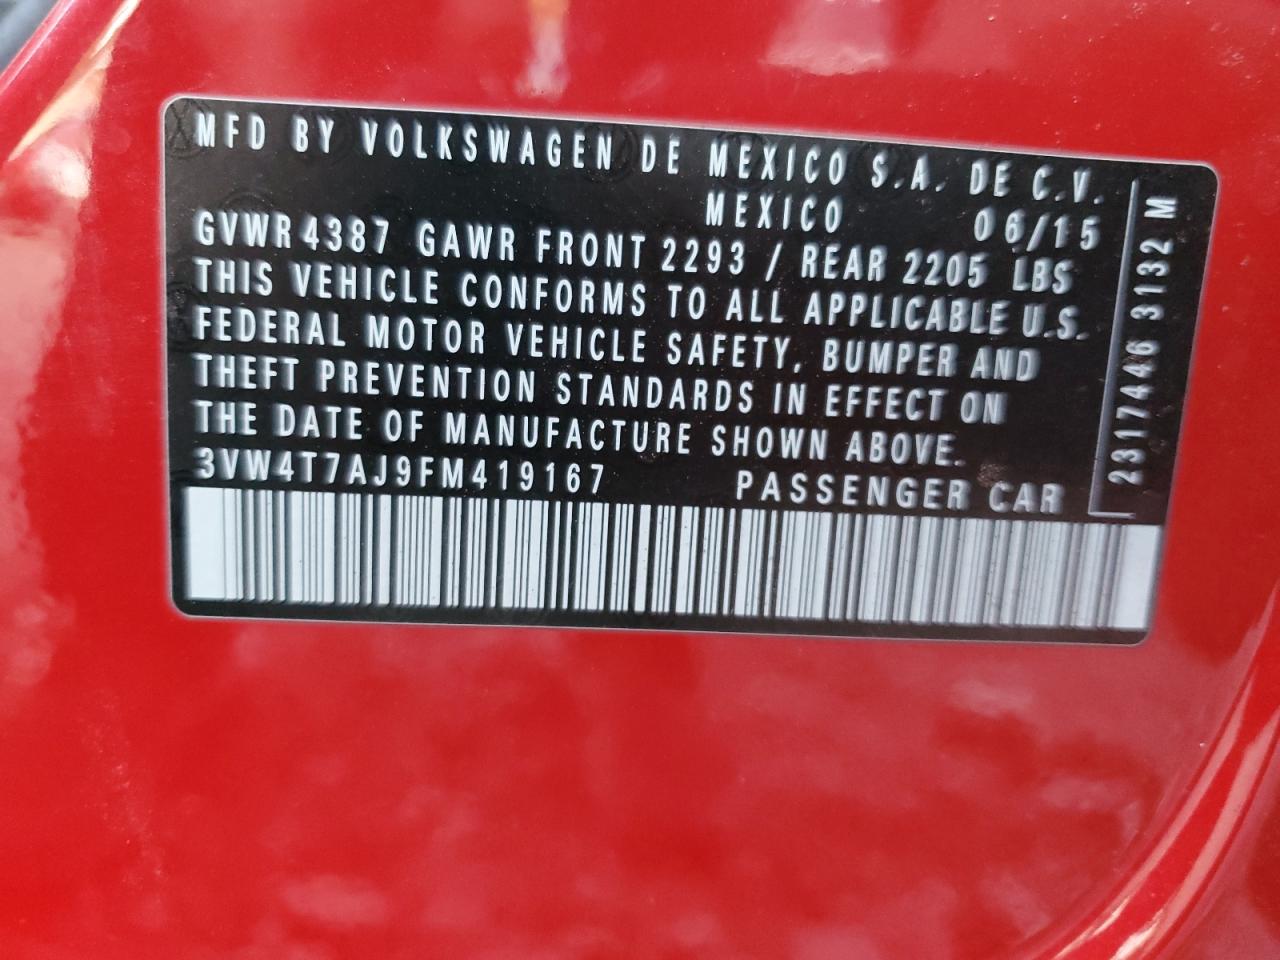 MFD BY VOLKSWAGEN DE MEXICO S.A. DE C.V.
MEXICO 06/15
GVWR 4387 GAWR FRONT 2293 / REAR 2205 LBS
THIS VEHICLE CONFORMS TO ALL APPLICABLE U.S.
FEDERAL MOTOR VEHICLE SAFETY, BUMPER AND
THEFT PREVENTION STANDARDS IN EFFECT ON
THE DATE OF MANUFACTURE SHOWN ABOVE.
3VW4T7AJ9FM419167 PASSENGER CAR
2317446 3132 M